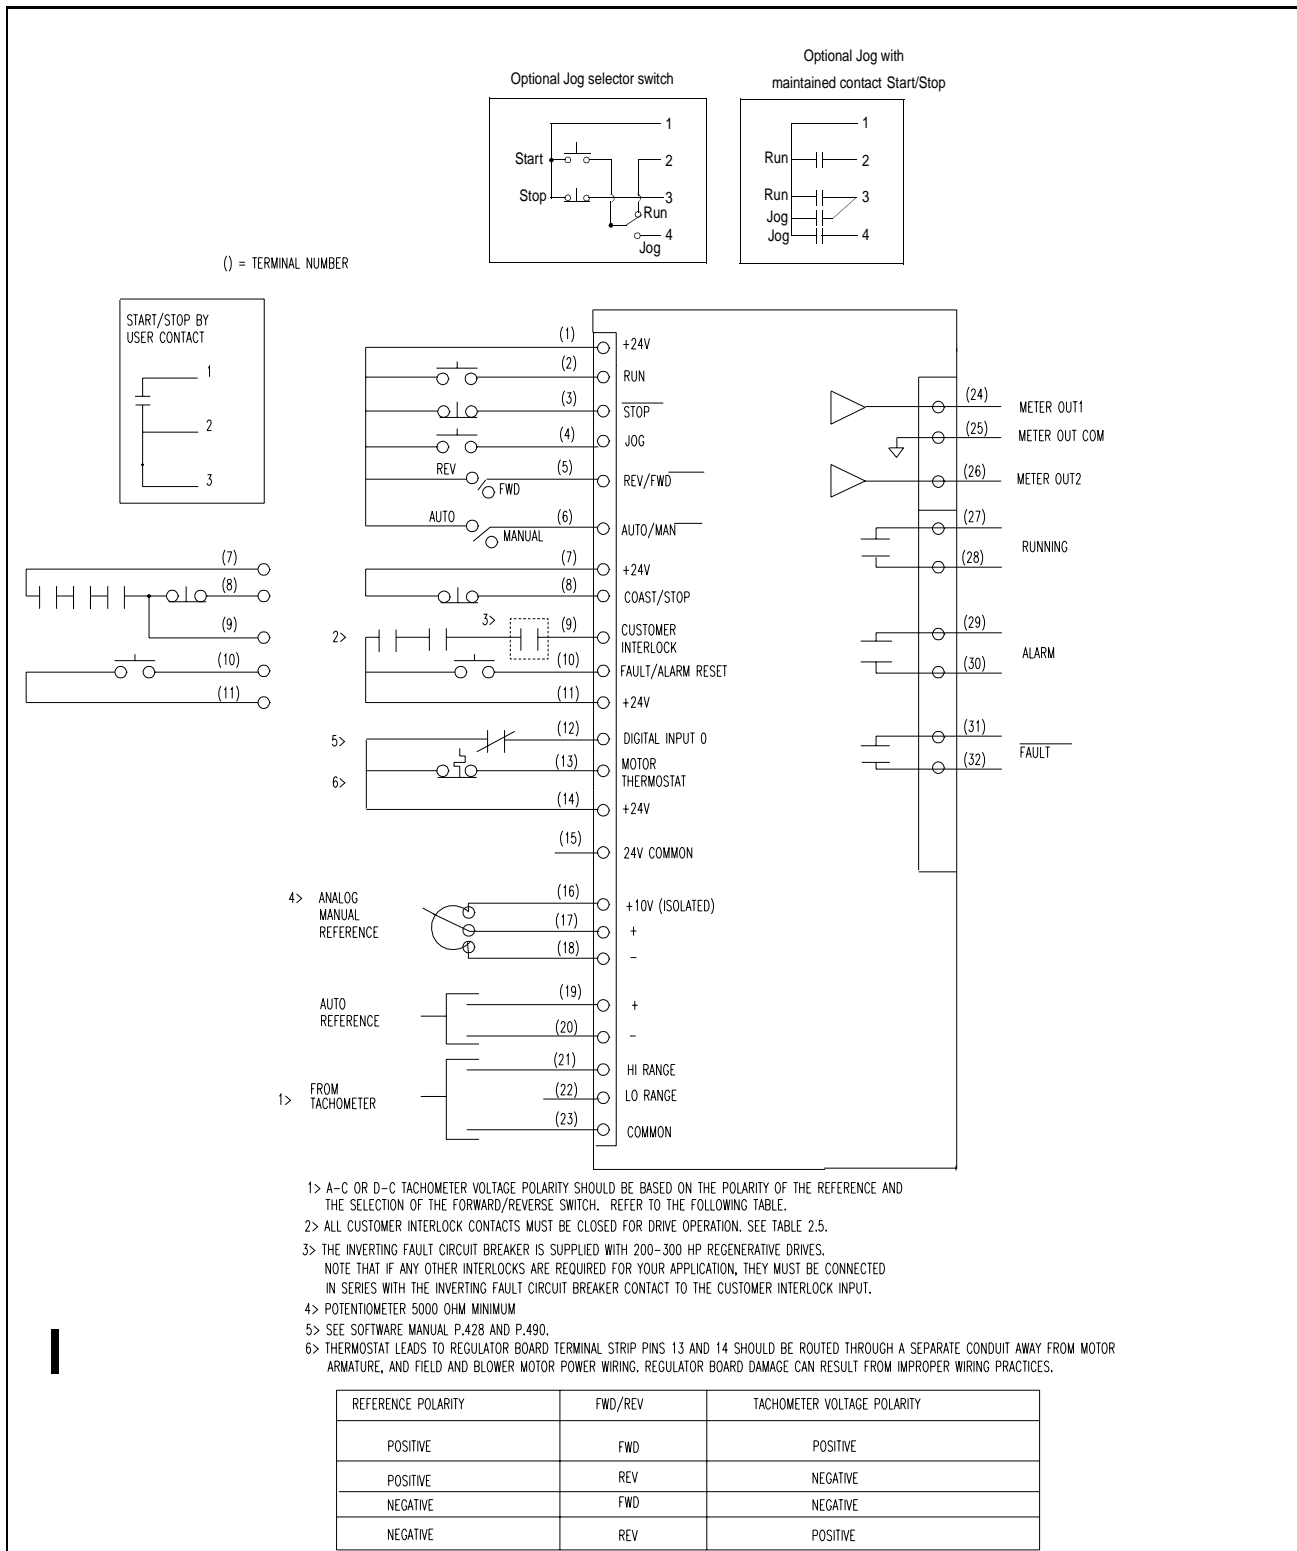 Optional Jog selector switch
1
Start
2
Stop
3
Run
4
Jog
Optional Jog with
maintained contact Start/Stop
1
Run
2
Run
3
Jog
Jog
4
() = TERMINAL NUMBER
START/STOP BY
USER CONTACT
1
2
3
(1) +24V
(2) RUN
(3) STOP
(4) JOG
REV FWD (5) REV/FWD
AUTO MANUAL (6) AUTO/MAN
(7) (7) +24V
(8) (8) COAST/STOP
(9) 2> 3> (9) CUSTOMER
INTERLOCK
(10) (10) FAULT/ALARM RESET
(11) (11) +24V
5> (12) DIGITAL INPUT 0
6> (13) MOTOR
THERMOSTAT
(14) +24V
(15) 24V COMMON
4> ANALOG
MANUAL
REFERENCE
(16) +10V (ISOLATED)
(17) +
(18) -
AUTO
REFERENCE
(19) +
(20) -
1> FROM
TACHOMETER
(21) HI RANGE
(22) LO RANGE
(23) COMMON
(24) METER OUT1
(25) METER OUT COM
(26) METER OUT2
(27)
RUNNING
(28)
(29)
ALARM
(30)
(31)
FAULT
(32)
1> A-C OR D-C TACHOMETER VOLTAGE POLARITY SHOULD BE BASED ON THE POLARITY OF THE REFERENCE AND
THE SELECTION OF THE FORWARD/REVERSE SWITCH. REFER TO THE FOLLOWING TABLE.
2> ALL CUSTOMER INTERLOCK CONTACTS MUST BE CLOSED FOR DRIVE OPERATION. SEE TABLE 2.5.
3> THE INVERTING FAULT CIRCUIT BREAKER IS SUPPLIED WITH 200-300 HP REGENERATIVE DRIVES.
NOTE THAT IF ANY OTHER INTERLOCKS ARE REQUIRED FOR YOUR APPLICATION, THEY MUST BE CONNECTED
IN SERIES WITH THE INVERTING FAULT CIRCUIT BREAKER CONTACT TO THE CUSTOMER INTERLOCK INPUT.
4> POTENTIOMETER 5000 OHM MINIMUM
5> SEE SOFTWARE MANUAL P.428 AND P.490.
6> THERMOSTAT LEADS TO REGULATOR BOARD TERMINAL STRIP PINS 13 AND 14 SHOULD BE ROUTED THROUGH A SEPARATE CONDUIT AWAY FROM MOTOR
ARMATURE, AND FIELD AND BLOWER MOTOR POWER WIRING. REGULATOR BOARD DAMAGE CAN RESULT FROM IMPROPER WIRING PRACTICES.
REFERENCE POLARITY FWD/REV TACHOMETER VOLTAGE POLARITY
POSITIVE FWD POSITIVE
POSITIVE REV NEGATIVE
NEGATIVE FWD NEGATIVE
NEGATIVE REV POSITIVE